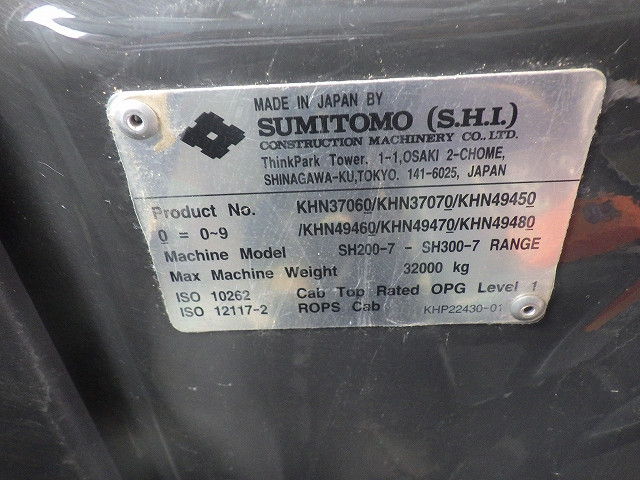 MADE IN JAPAN BY
SUMITOMO (S.H.I.)
CONSTRUCTION MACHINERY CO., LTD.
ThinkPark Tower. 1-1,OSAKI 2-CHOME,
SHINAGAWA-KU,TOKYO. 141-6025, JAPAN
Product No. KHN37060/KHN37070/KHN49450
0 = 0~9 /KHN49460/KHN49470/KHN49480
Machine Model SH200-7 - SH300-7 RANGE
Max Machine Weight 32000 kg
ISO 10262 Cab Top Rated OPG Level 1
ISO 12117-2 ROPS Cab KHP22430-01